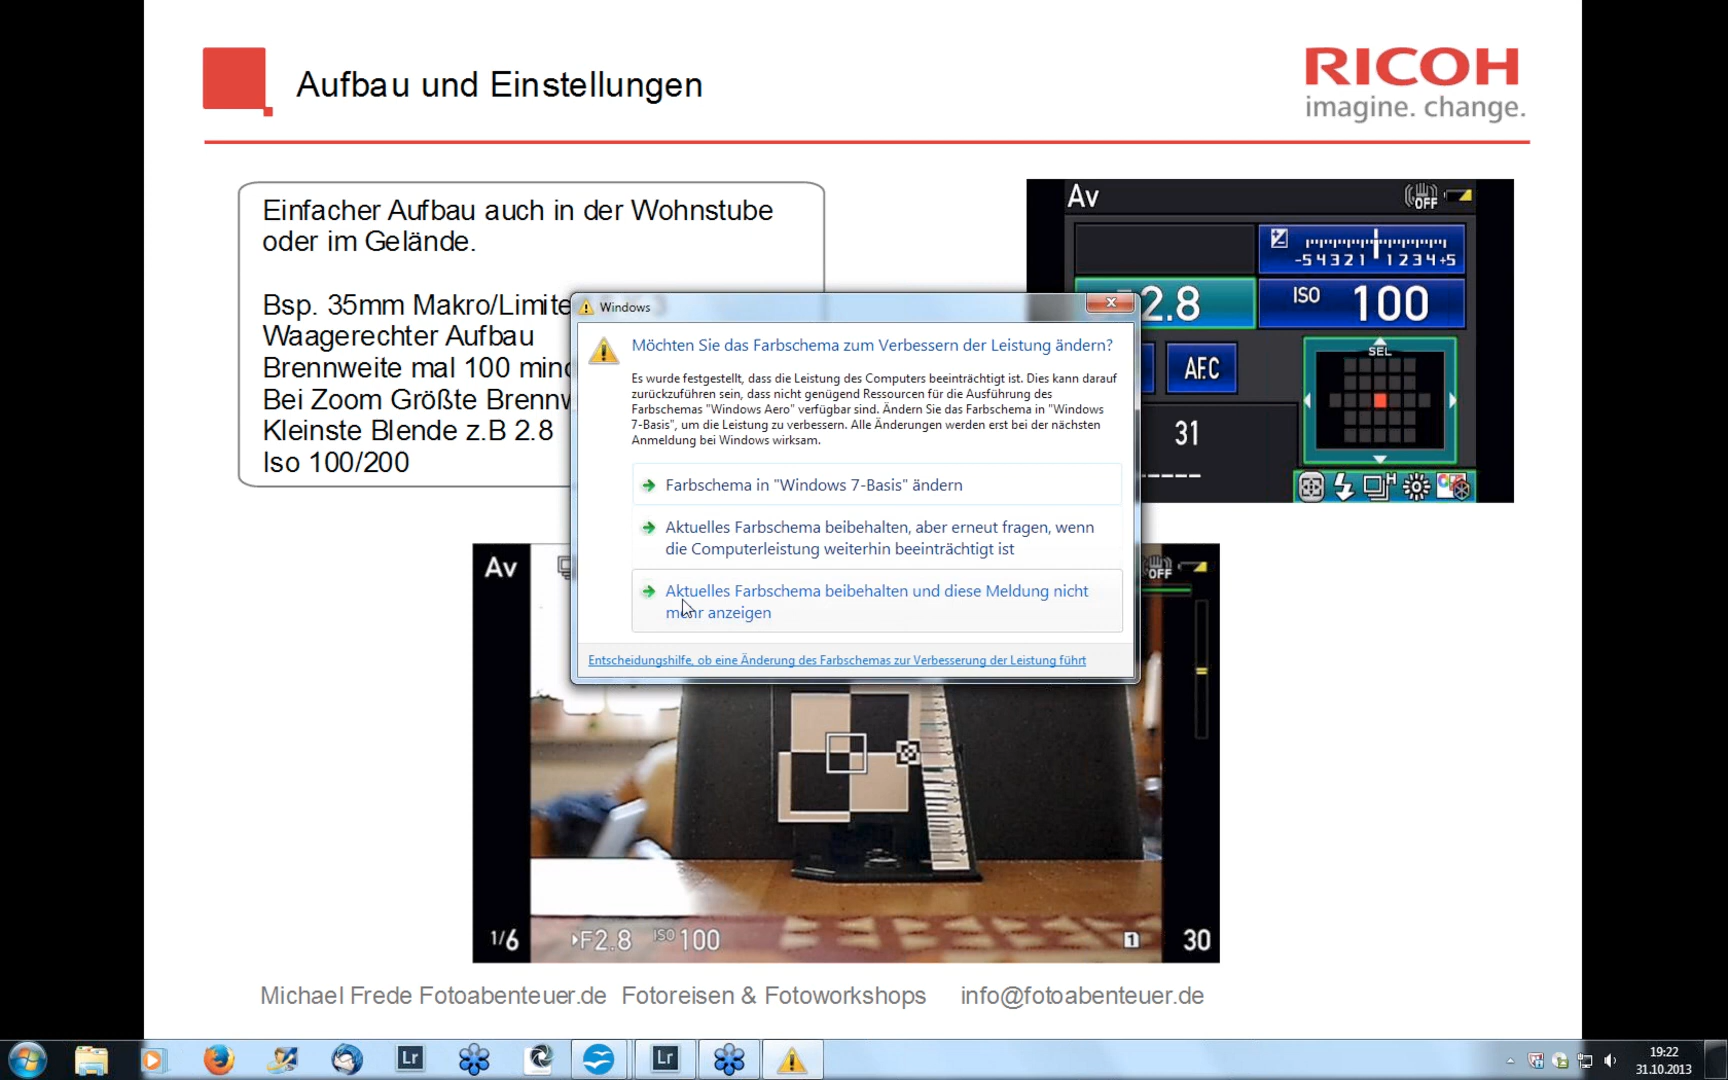 Aufbau und Einstellungen
RICOH
imagine. change.
Einfacher Aufbau auch in der Wohnstube
oder im Gelände.
Bsp. 35mm Makro/Limite
Waagerechter Aufbau
Brennweite mal 100
Bei Zoom Größte
Kleinste Blende z.B 2.8
Iso 100/200
Av
OFF
-5 4 3 2 1 1 2 3 4 +5
2.8
ISO 100
AF.C
SEL
31
-----
Windows
Möchten Sie das Farbschema zum Verbessern der Leistung ändern?
Es wurde festgestellt, dass die Leistung des Computers beeinträchtigt ist. Dies kann darauf
zurückzuführen sein, dass nicht genügend Ressourcen für die Ausführung des
Farbschemas "Windows Aero" verfügbar sind. Ändern Sie das Farbschema in "Windows
7-Basis", um die Leistung zu verbessern. Alle Änderungen werden erst bei der nächsten
Anmeldung bei Windows wirksam.
Farbschema in "Windows 7-Basis" ändern
Aktuelles Farbschema beibehalten, aber erneut fragen, wenn
die Computerleistung weiterhin beeinträchtigt ist
Aktuelles Farbschema beibehalten und diese Meldung nicht
mehr anzeigen
Entscheidungshilfe, ob eine Änderung des Farbschemas zur Verbesserung der Leistung führt
Av
OFF
1/6
F2.8 ISO 100
1
30
Michael Frede Fotoabenteuer.de Fotoreisen & Fotoworkshops info@fotoabenteuer.de
Lr
Lr
19:22
31.10.2013